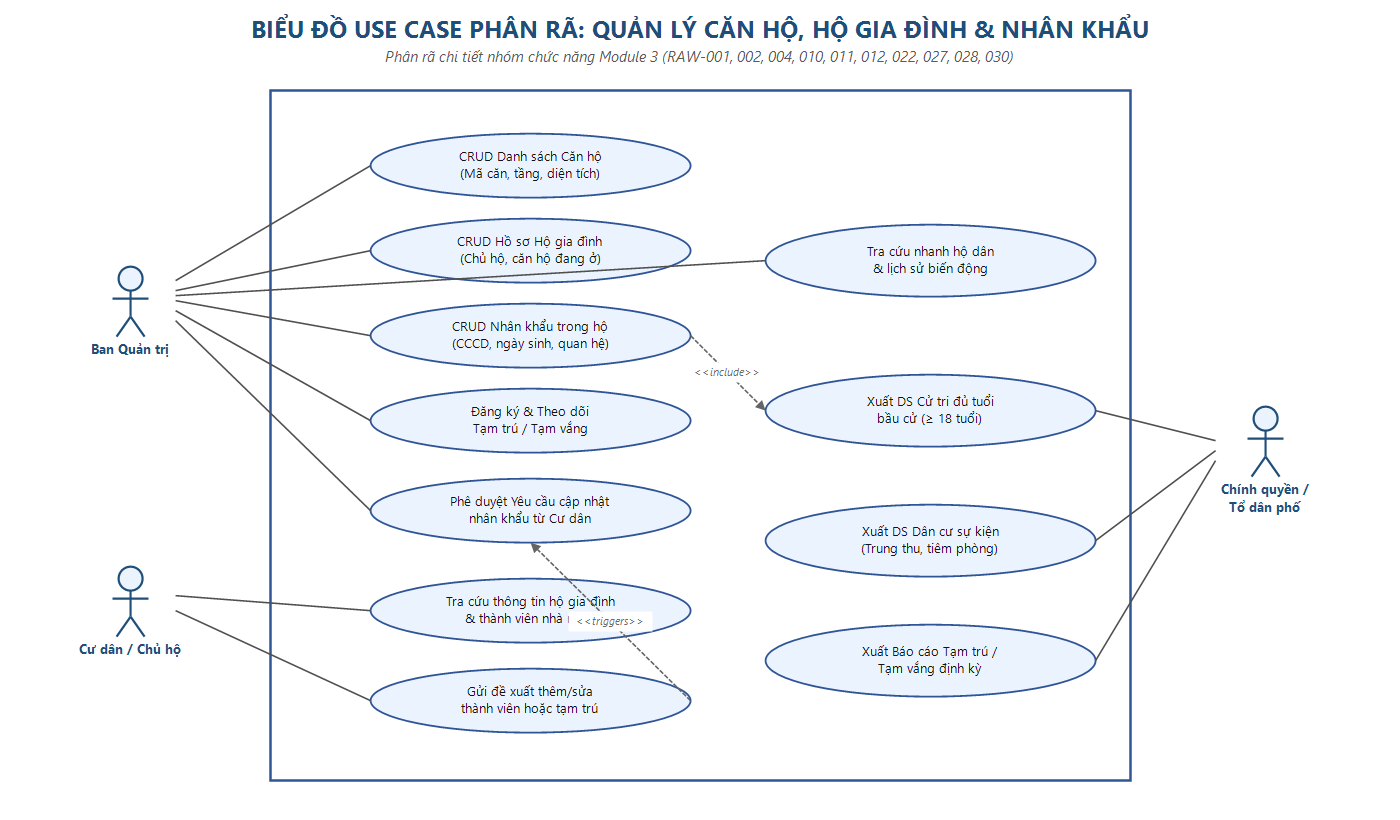 BIỂU ĐỒ USE CASE PHÂN RÃ: QUẢN LÝ CĂN HỘ, HỘ GIA ĐÌNH & NHÂN KHẨU
Phân rã chi tiết nhóm chức năng Module 3 (RAW-001, 002, 004, 010, 011, 012, 022, 027, 028, 030)
CRUD Danh sách Căn hộ
(Mã căn, tầng, diện tích)
CRUD Hồ sơ Hộ gia đình
(Chủ hộ, căn hộ đang ở)
Tra cứu nhanh hộ dân
& lịch sử biến động
Ban Quản trị
CRUD Nhân khẩu trong hộ
(CCCD, ngày sinh, quan hệ)
<<include>>
Đăng ký & Theo dõi
Tạm trú / Tạm vắng
Xuất DS Cử tri đủ tuổi
bầu cử (≥ 18 tuổi)
Chính quyền /
Tổ dân phố
Phê duyệt Yêu cầu cập nhật
nhân khẩu từ Cư dân
Xuất DS Dân cư sự kiện
(Trung thu, tiêm phòng)
Cư dân / Chủ hộ
Tra cứu thông tin hộ gia đình
& thành viên nhà
<<triggers>>
Xuất Báo cáo Tạm trú /
Tạm vắng định kỳ
Gửi đề xuất thêm/sửa
thành viên hoặc tạm trú